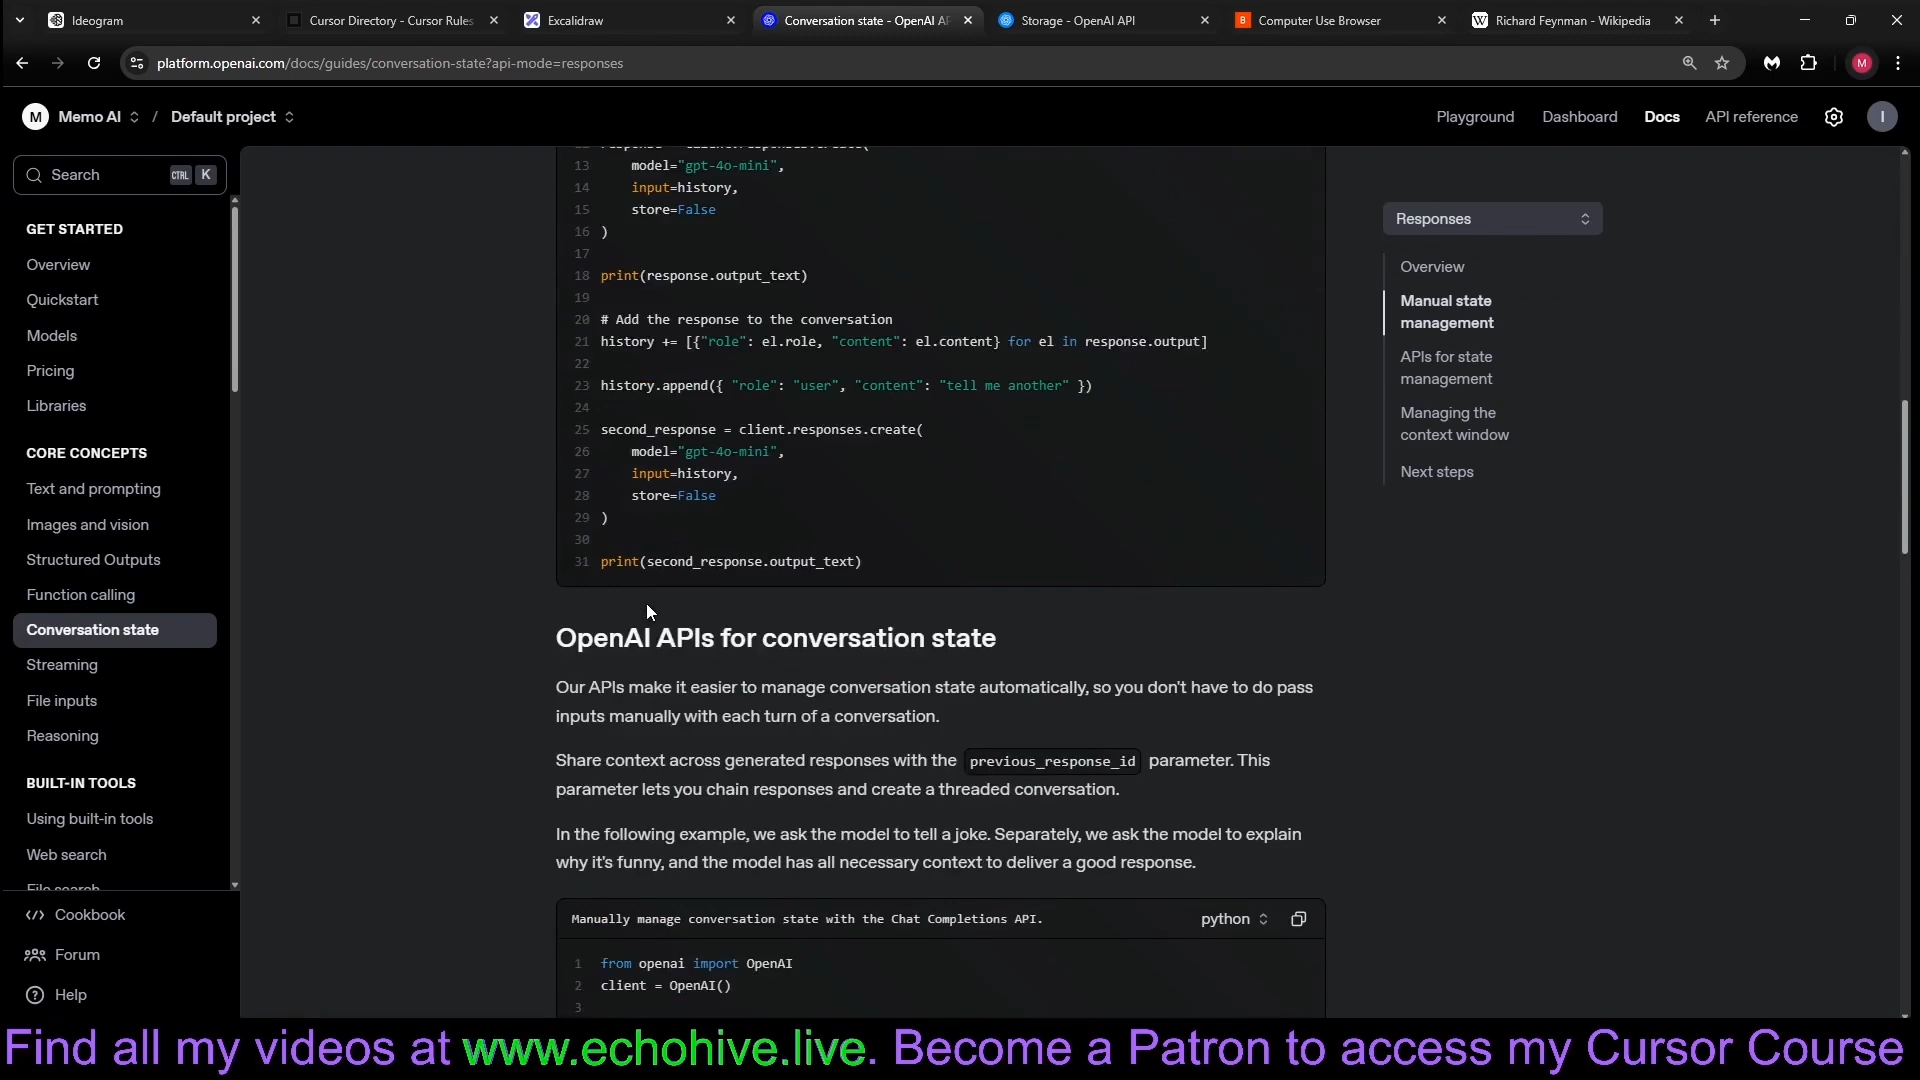 Ideogram
Cursor Directory - Cursor Rules
Excalidraw
Conversation state - OpenAI AP
Storage - OpenAI API
Computer Use Browser
Richard Feynman - Wikipedia
platform.openai.com/docs/guides/conversation-state?api-mode=responses
M
M Memo AI / Default project
Playground
Dashboard
Docs
API reference
I
Search CTRL K
GET STARTED
Overview
Quickstart
Models
Pricing
Libraries
CORE CONCEPTS
Text and prompting
Images and vision
Structured Outputs
Function calling
Conversation state
Streaming
File inputs
Reasoning
BUILT-IN TOOLS
Using built-in tools
Web search
File search
Cookbook
Forum
Help
13 model="gpt-4o-mini",
14 input=history,
15 store=False
16 )
17
18 print(response.output_text)
19
20 # Add the response to the conversation
21 history += [{"role": el.role, "content": el.content} for el in response.output]
22
23 history.append({ "role": "user", "content": "tell me another" })
24
25 second_response = client.responses.create(
26 model="gpt-4o-mini",
27 input=history,
28 store=False
29 )
30
31 print(second_response.output_text)
OpenAI APIs for conversation state
Our APIs make it easier to manage conversation state automatically, so you don't have to do pass
inputs manually with each turn of a conversation.
Share context across generated responses with the previous_response_id parameter. This
parameter lets you chain responses and create a threaded conversation.
In the following example, we ask the model to tell a joke. Separately, we ask the model to explain
why it's funny, and the model has all necessary context to deliver a good response.
Manually manage conversation state with the Chat Completions API. python
1 from openai import OpenAI
2 client = OpenAI()
3
Responses
Overview
Manual state
management
APIs for state
management
Managing the
context window
Next steps
Find all my videos at www.echohive.live. Become a Patron to access my Cursor Course